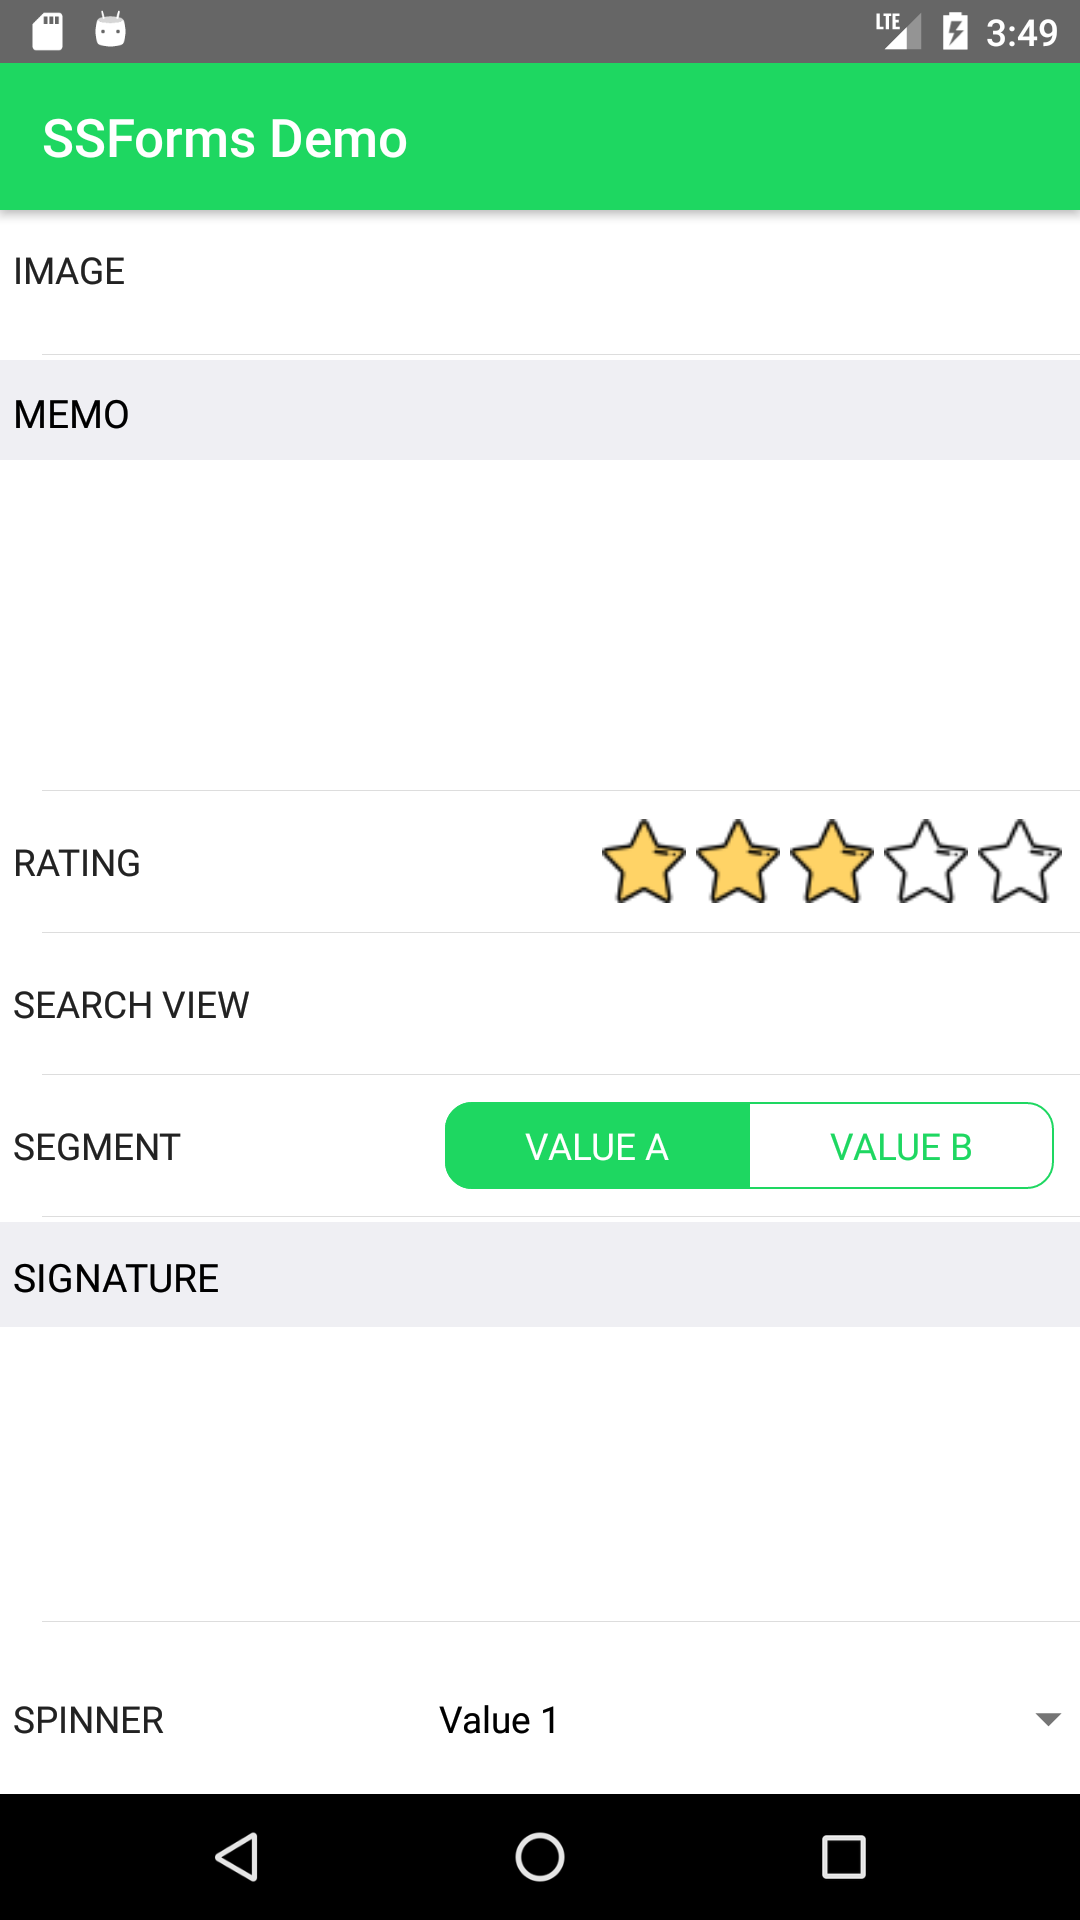 LTE 3:49
SSForms Demo
IMAGE
MEMO
RATING
SEARCH VIEW
SEGMENT VALUE A VALUE B
SIGNATURE
SPINNER Value 1